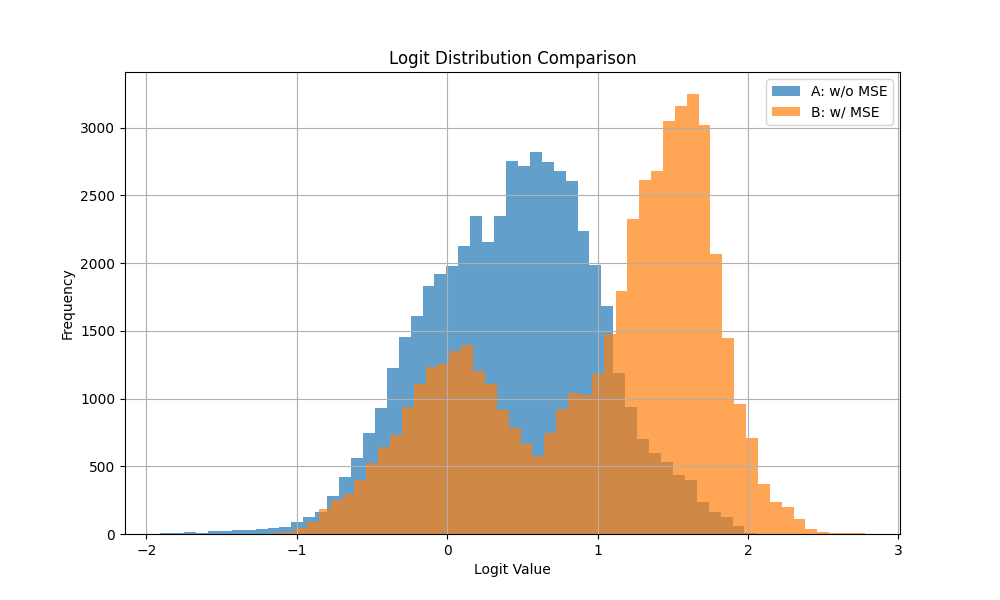 Logit Distribution Comparison
A: w/o MSE
B: w/ MSE
3000
2500
2000
1500
1000
500
0
Frequency
−2
−1
0
1
2
3
Logit Value